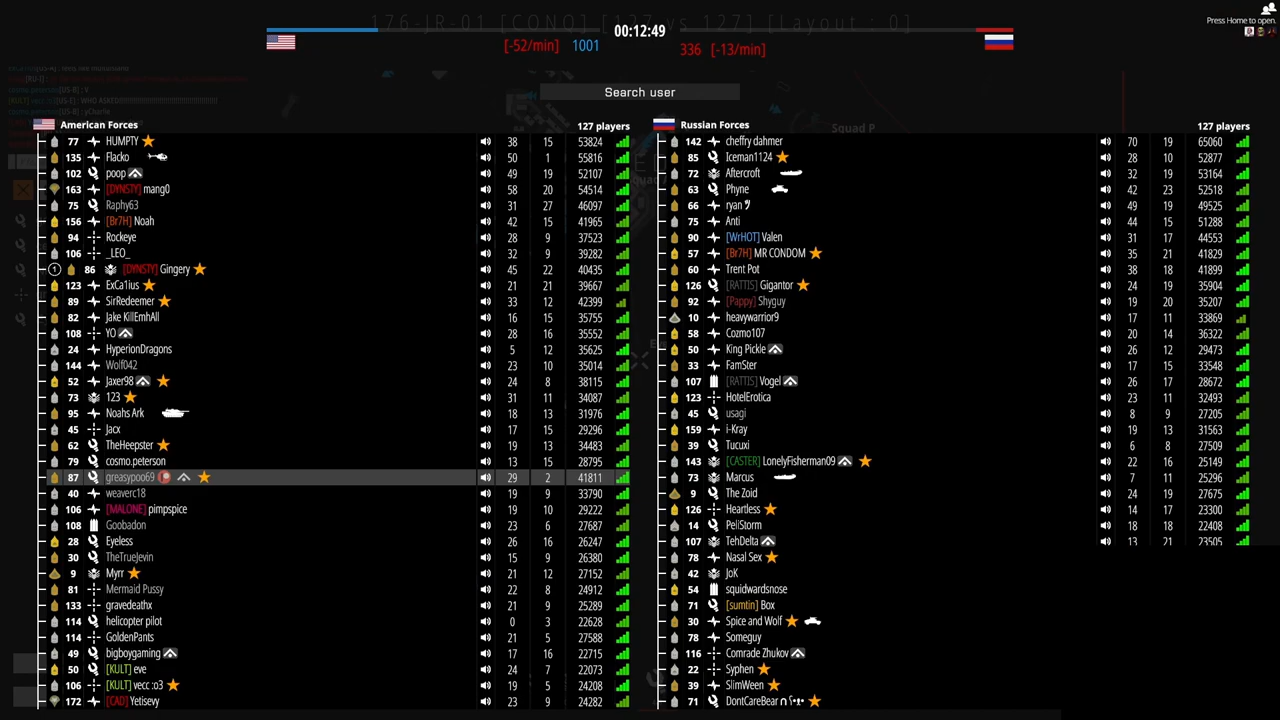 176-JR-01 [CONQ] [127 vs 127] [Layout : 0]
Press Home to open.
[-52/min] 1001 00:12:49 336 [-13/min]
Search user
Squad P
American Forces 127 players
77 HUMPTY 38 15 53824
135 Flacko 50 1 55816
102 poop 49 19 52107
163 [DYNSTY] mang0 58 20 54514
75 Raphy63 31 27 46097
156 [Br7H] Noah 42 15 41965
94 Rockeye 28 9 37523
106 _LEO_ 32 9 39282
1 86 [DYNSTY] Gingery 45 22 40435
123 ExCa1ius 21 21 39667
89 SirRedeemer 33 12 42399
82 Jake KillEmhAll 16 15 35755
108 YO 28 16 35552
24 HyperionDragons 5 12 35625
144 Wolf042 23 10 35014
52 Jaxer98 24 8 38115
73 123 31 11 34087
95 Noahs Ark 18 13 31976
45 Jacx 17 15 29296
62 TheHeepster 19 13 34483
79 cosmo.peterson 13 15 28795
87 greasypoo69 29 2 41811
40 weaverc18 19 9 33790
106 [MALONE] pimpspice 19 10 29222
108 Goobadon 23 6 27687
28 Eyeless 26 16 26247
30 TheTrueJevin 15 9 26380
9 Myrr 21 12 27152
81 Mermaid Pussy 22 8 24912
133 gravedeathx 21 9 25289
114 helicopter pilot 0 3 22628
114 GoldenPants 21 5 27588
49 bigboygaming 17 16 22715
50 [KULT] eve 24 7 22073
106 [KULT] vecc :o3 19 5 24208
172 [CAD] Yetisevy 23 9 24282
Russian Forces 127 players
142 cheffry dahmer 70 19 65060
85 Iceman1124 28 10 52877
72 Aftercroft 32 19 53164
63 Phyne 42 23 52518
66 ryan ツ 49 19 49525
75 Anti 44 15 51288
90 [WrHOT] Valen 31 17 44553
57 [Br7H] MR CONDOM 35 21 41829
60 Trent Pot 38 18 41899
126 [RATTIS] Gigantor 24 19 35904
92 [Pappy] Shyguy 19 20 35207
10 heavywarrior9 17 11 33869
58 Cozmo107 20 14 36322
50 King Pickle 26 12 29473
33 FamSter 17 15 33548
107 [RATTIS] Vogel 26 17 28672
123 HotelErotica 23 11 32493
45 usagi 8 9 27205
159 i-Kray 19 13 31563
39 Tucuxi 6 8 27509
143 [CASTER] LonelyFisherman09 22 16 25149
73 Marcus 7 11 25296
9 The Zoid 24 19 27675
126 Heartless 14 17 23300
14 PeliStorm 18 18 22408
107 TehDelta 13 21 23505
78 Nasal Sex
42 JoK
54 squidwardsnose
71 [sumtin] Box
30 Spice and Wolf
78 Someguy
116 Comrade Zhukov
22 Syphen
39 SlimWeen
71 DontCareBear